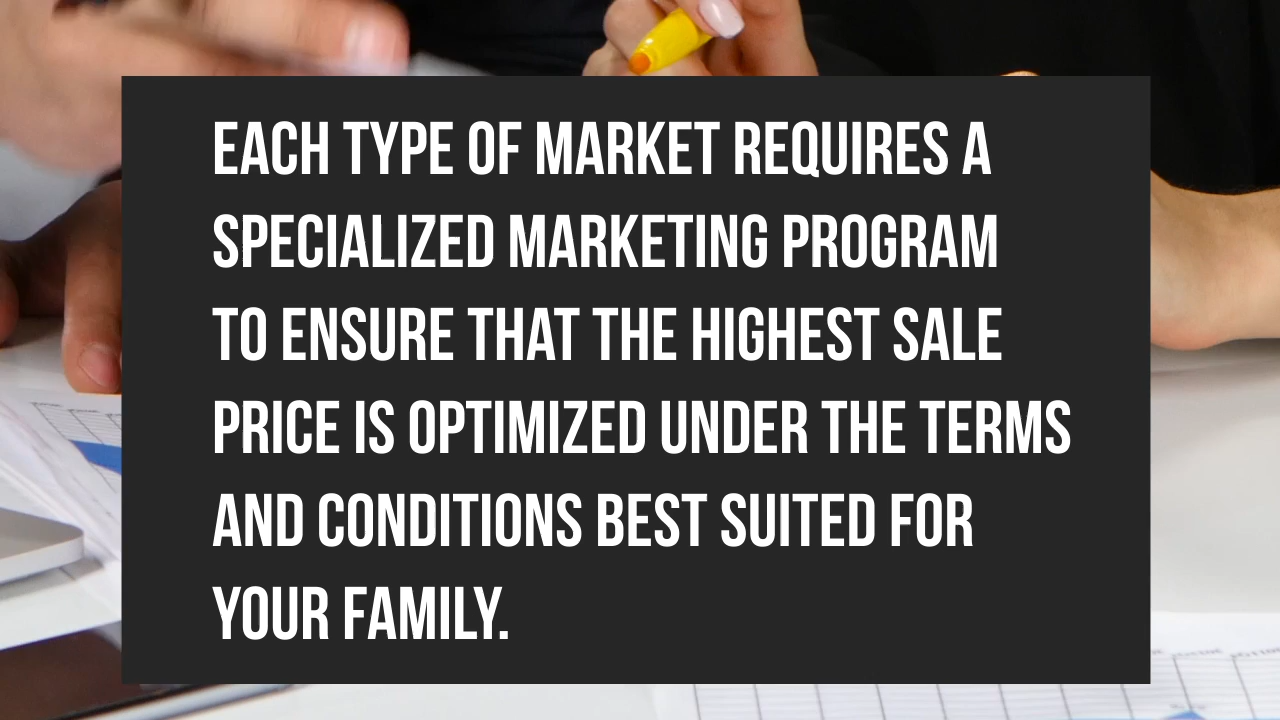 EACH TYPE OF MARKET REQUIRES A
SPECIALIZED MARKETING PROGRAM
TO ENSURE THAT THE HIGHEST SALE
PRICE IS OPTIMIZED UNDER THE TERMS
AND CONDITIONS BEST SUITED FOR
YOUR FAMILY.